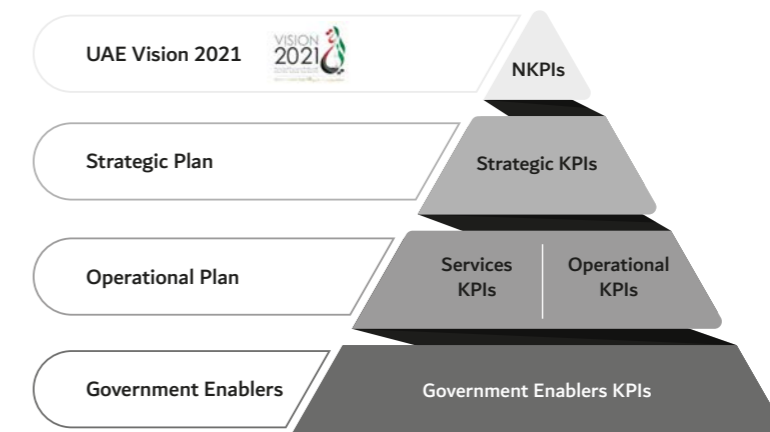 UAE Vision 2021
VISION
2021
NKPIs
Strategic Plan
Strategic KPIs
Operational Plan
Services
KPIs
Operational
KPIs
Government Enablers
Government Enablers KPIs